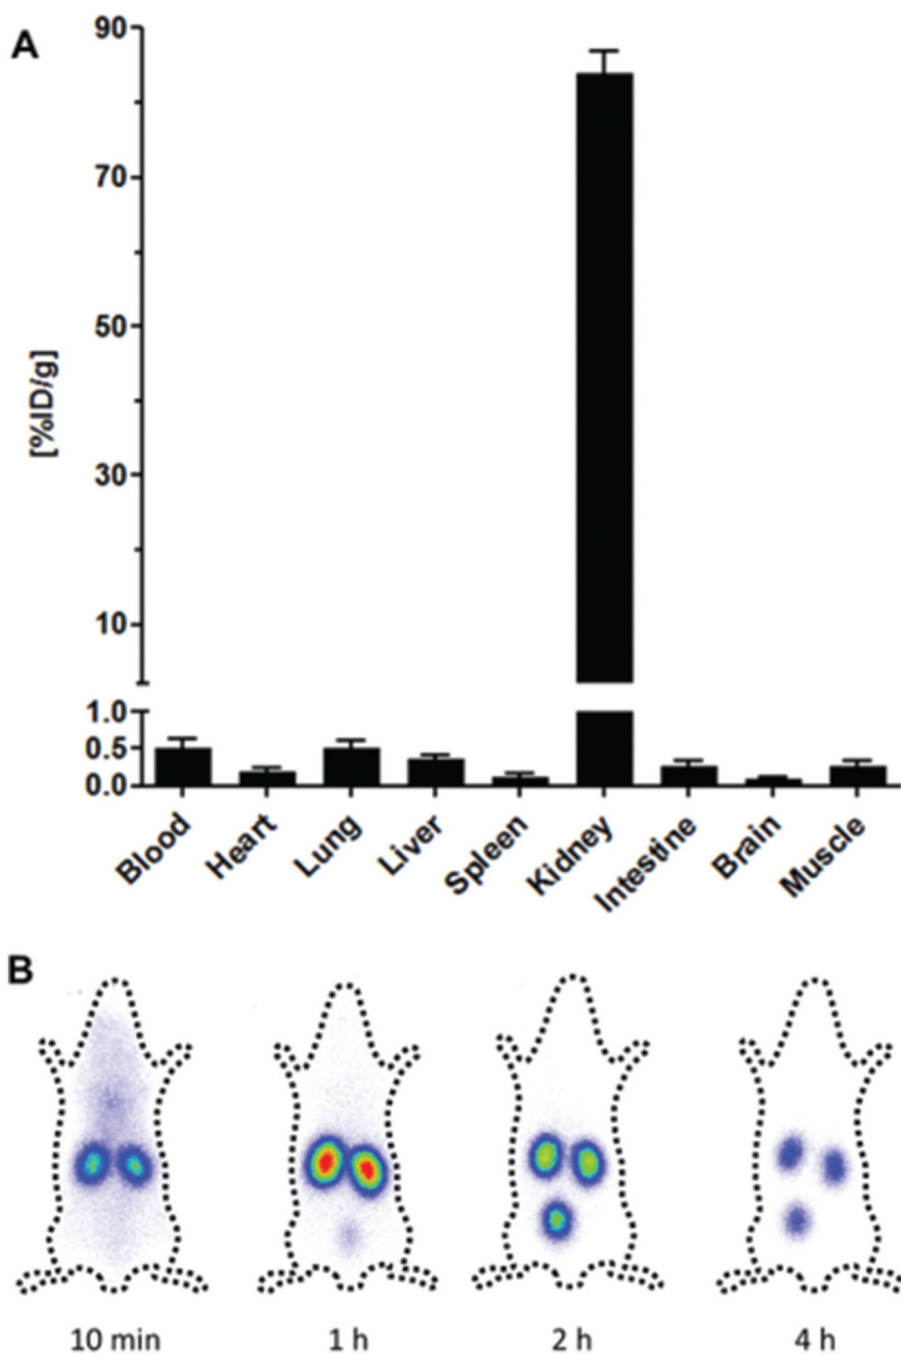 A
90
70
50
30
10
1.0
0.5
0.0
[%ID/g]
Blood
Heart
Lung
Liver
Spleen
Kidney
Intestine
Brain
Muscle
B
10 min
1 h
2 h
4 h